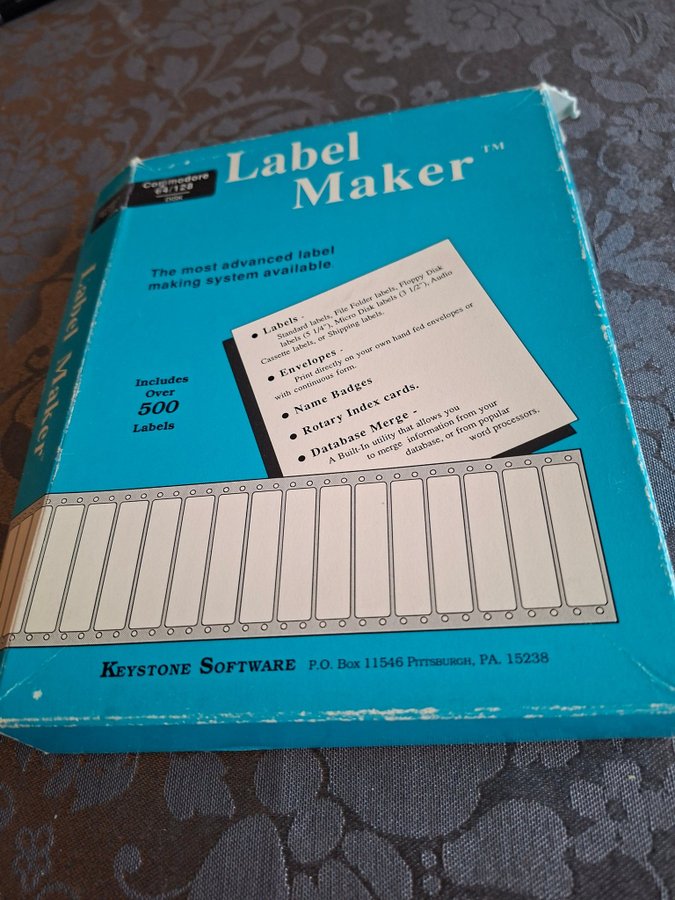 Label
Maker™
Commodore
64/128
DISK
Label Maker
The most advanced label
making system available.
• Labels -
Standard labels, File Folder labels, Floppy Disk
labels (5 1/4"), Micro Disk labels (3 1/2"), Audio
Cassette labels, or Shipping labels.
• Envelopes -
Print directly on your own hand fed envelopes or
with continuous form.
• Name Badges
• Rotary Index cards.
• Database Merge -
A Built-In utility that allows you
to merge information from your
database, or from popular
word processors.
Includes
Over
500
Labels
KEYSTONE SOFTWARE P.O. BOX 11546 PITTSBURGH, PA. 15238